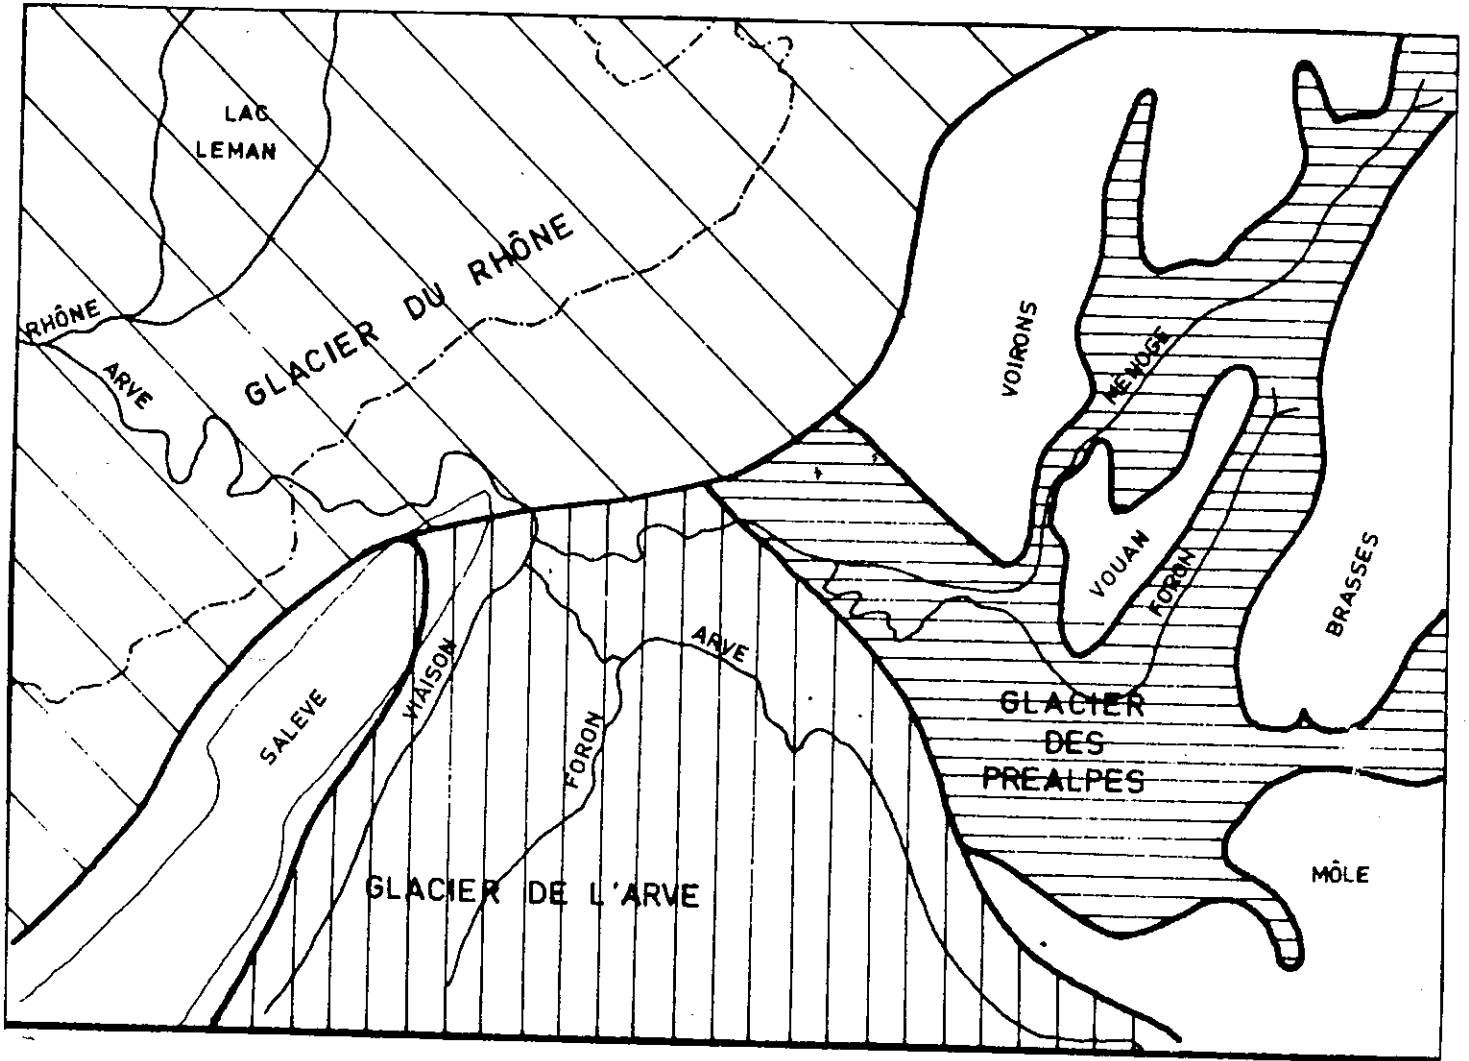 LAC
LEMAN
GLACIER DU RHÔNE
RHÔNE
ARVE
VOIRONS
MENOGE
VOUAN
FORON
BRASSES
ARVE
VIAISON
SALEVE
FORON
GLACIER
DES
PREALPES
GLACIER DE L'ARVE
MÔLE